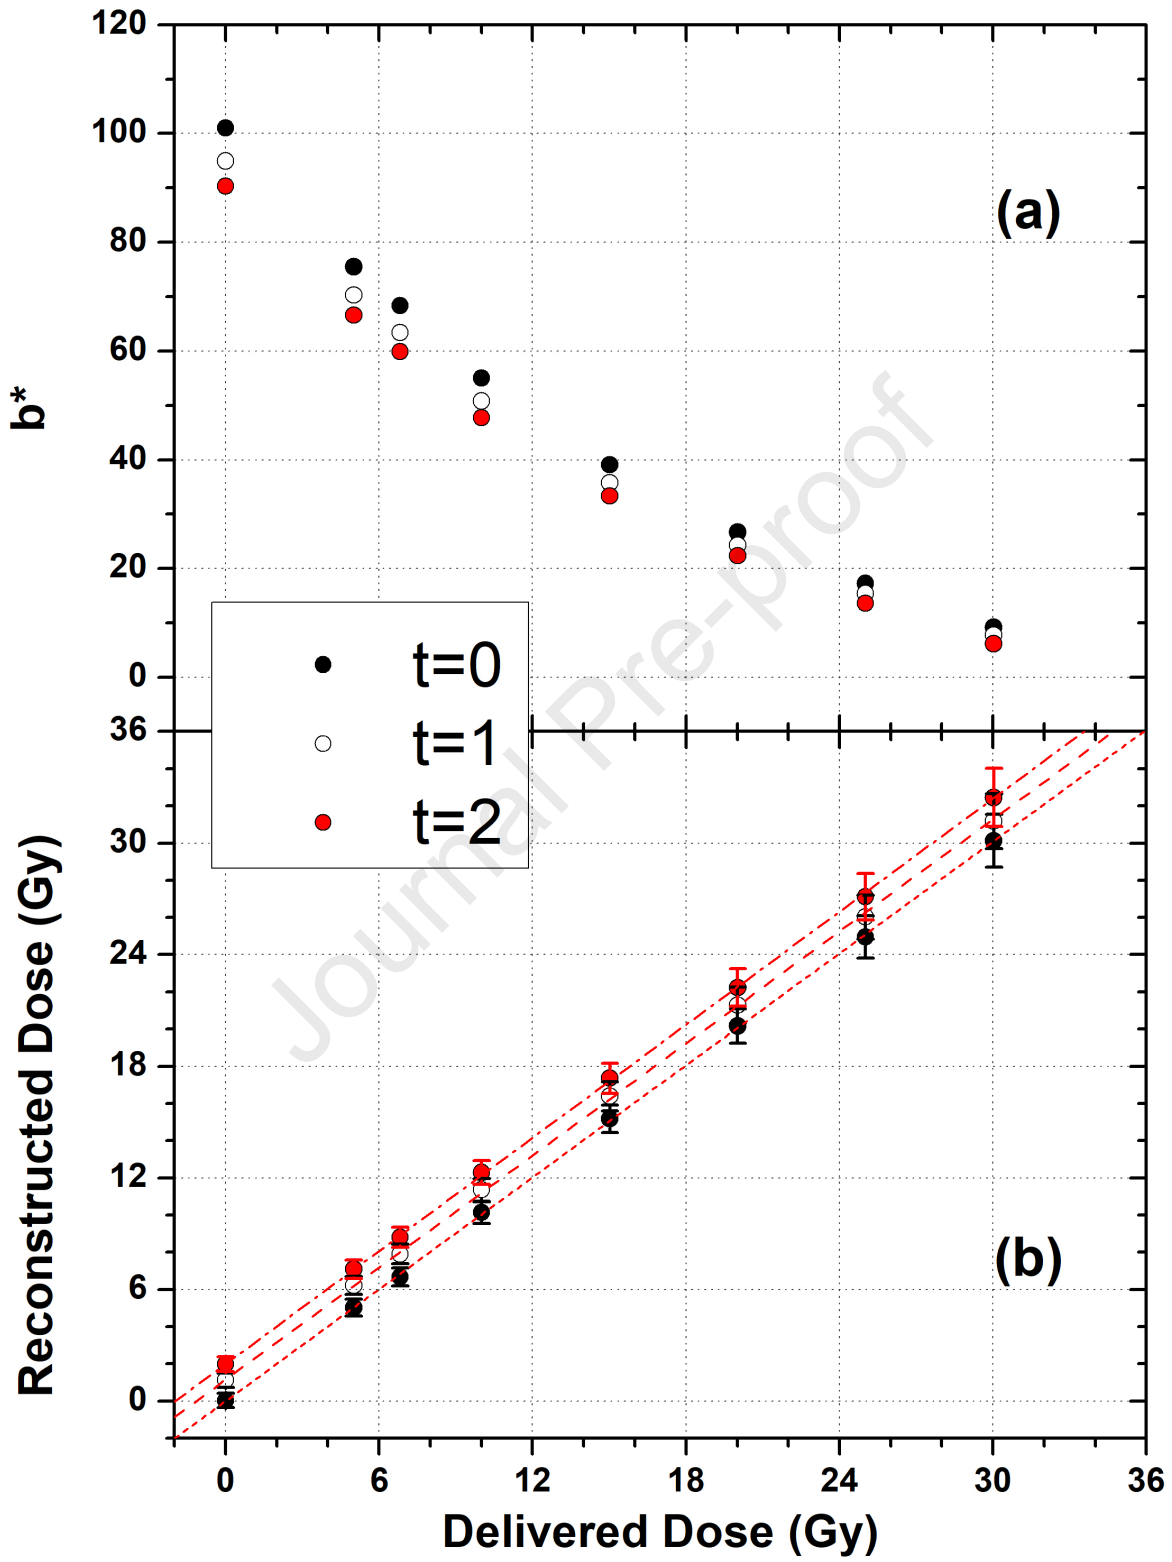 120
100
80
60
40
20
0
b*
(a)
t=0
t=1
t=2
36
30
24
18
12
6
0
Reconstructed Dose (Gy)
(b)
0 6 12 18 24 30 36
Delivered Dose (Gy)
Journal Pre-proof